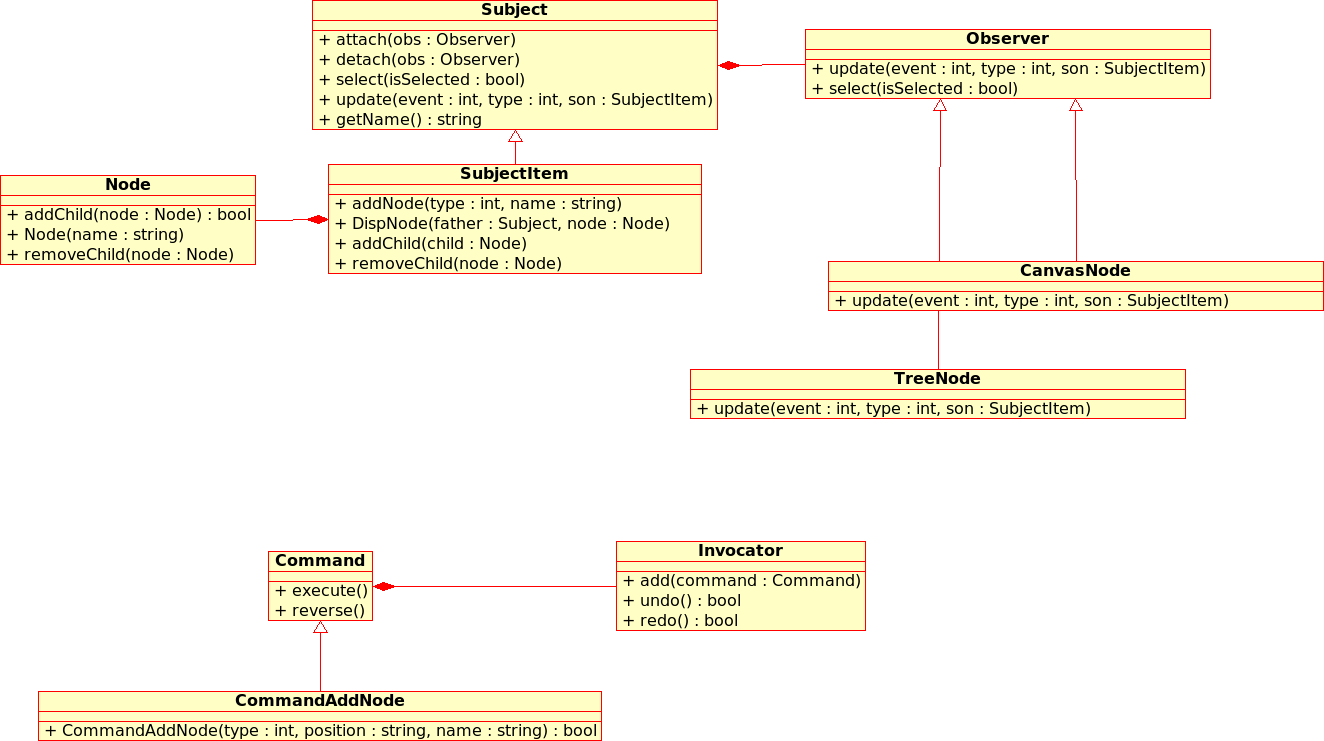 Subject
+ attach(obs : Observer)
+ detach(obs : Observer)
+ select(isSelected : bool)
+ update(event : int, type : int, son : SubjectItem)
+ getName() : string
Observer
+ update(event : int, type : int, son : SubjectItem)
+ select(isSelected : bool)
Node
+ addChild(node : Node) : bool
+ Node(name : string)
+ removeChild(node : Node)
SubjectItem
+ addNode(type : int, name : string)
+ DispNode(father : Subject, node : Node)
+ addChild(child : Node)
+ removeChild(node : Node)
CanvasNode
+ update(event : int, type : int, son : SubjectItem)
TreeNode
+ update(event : int, type : int, son : SubjectItem)
Command
+ execute()
+ reverse()
Invocator
+ add(command : Command)
+ undo() : bool
+ redo() : bool
CommandAddNode
+ CommandAddNode(type : int, position : string, name : string) : bool